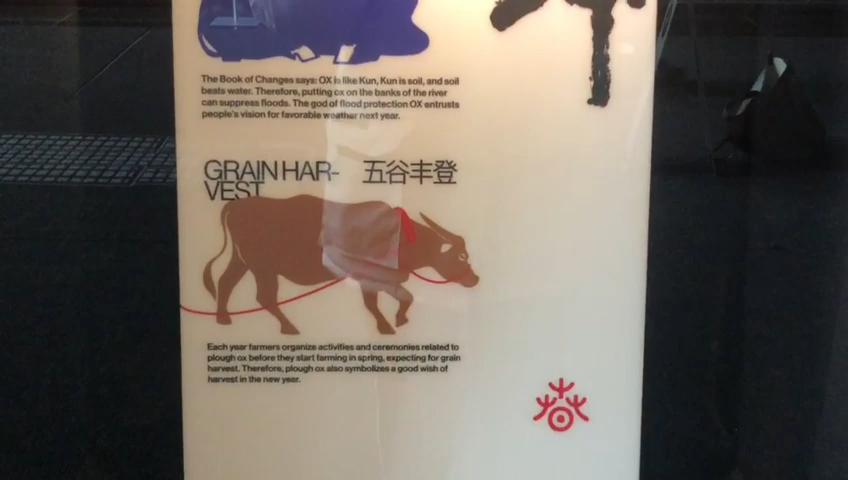 The Book of Changes says: OX is like Kun, Kun is soil, and soil
beats water. Therefore, putting ox on the banks of the river
can suppress floods. The god of flood protection OX entrusts
people's vision for favorable weather next year.
GRAIN HAR-
VEST
五谷丰登
Each year farmers organize activities and ceremonies related to
plough ox before they start farming in spring, expecting for grain
harvest. Therefore, plough ox also symbolizes a good wish of
harvest in the new year.